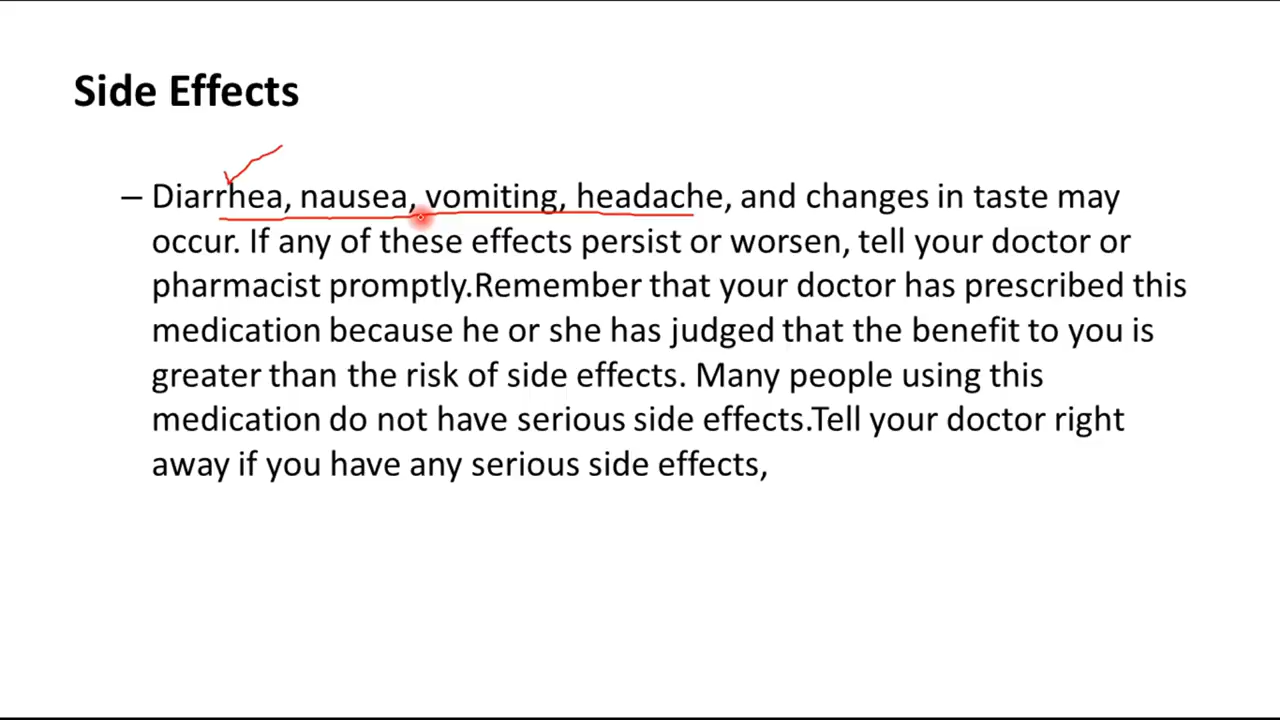 Side Effects
– Diarrhea, nausea, vomiting, headache, and changes in taste may
occur. If any of these effects persist or worsen, tell your doctor or
pharmacist promptly.Remember that your doctor has prescribed this
medication because he or she has judged that the benefit to you is
greater than the risk of side effects. Many people using this
medication do not have serious side effects.Tell your doctor right
away if you have any serious side effects,